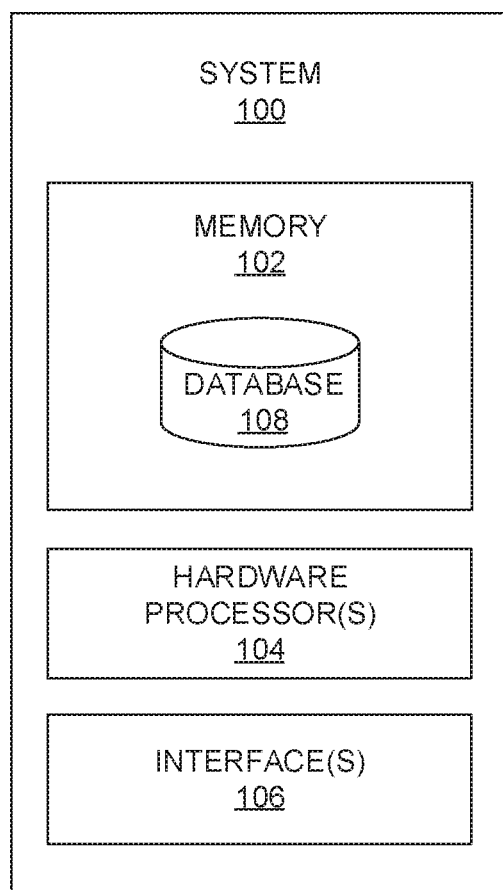 SYSTEM
100
MEMORY
102
DATABASE
108
HARDWARE
PROCESSOR(S)
104
INTERFACE(S)
106